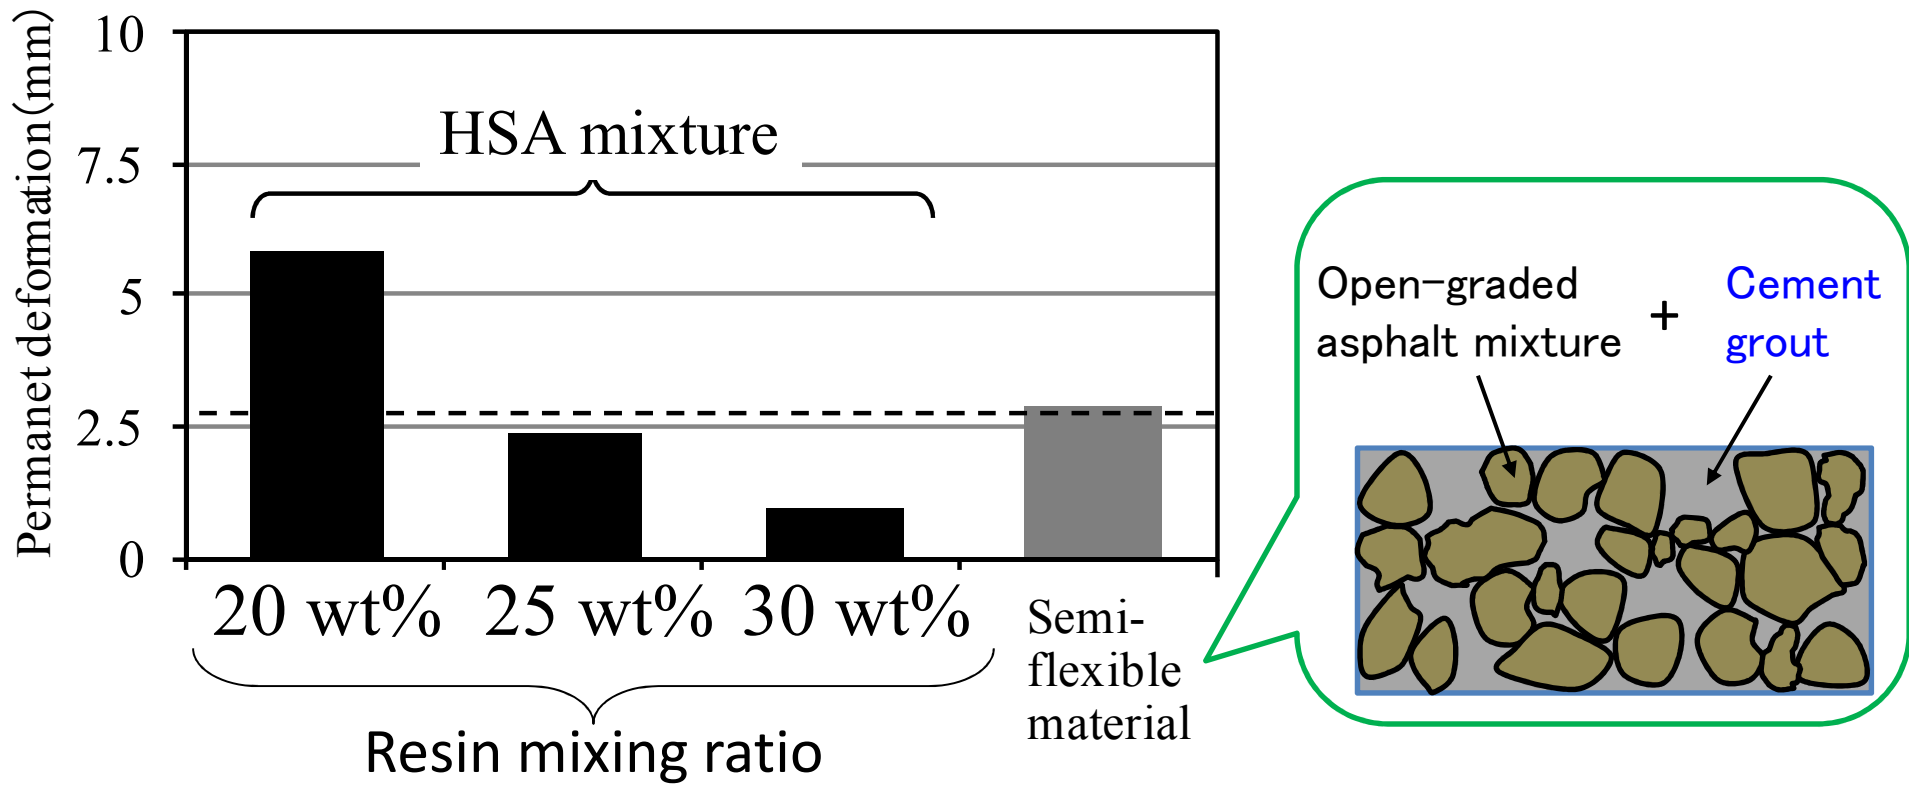 Permanet deformation(mm)
10
7.5
5
2.5
0
HSA mixture
20 wt%
25 wt%
30 wt%
Semi-
flexible
material
Resin mixing ratio
Open-graded
asphalt mixture
+
Cement
grout